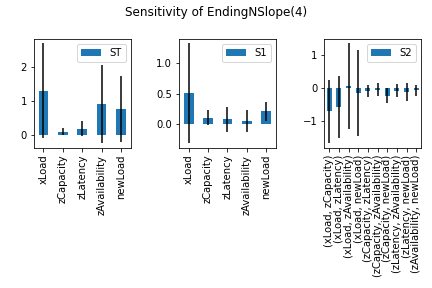 Sensitivity of EndingNSlope(4)
ST
2
1
0
xLoad
zCapacity
zLatency
zAvailability
newLoad
S1
1.0
0.5
0.0
xLoad
zCapacity
zLatency
zAvailability
newLoad
S2
1
0
−1
(xLoad, zCapacity)
(xLoad, zLatency)
(xLoad, zAvailability)
(xLoad, newLoad)
(zCapacity, zLatency)
(zCapacity, zAvailability)
(zCapacity, newLoad)
(zLatency, zAvailability)
(zLatency, newLoad)
(zAvailability, newLoad)